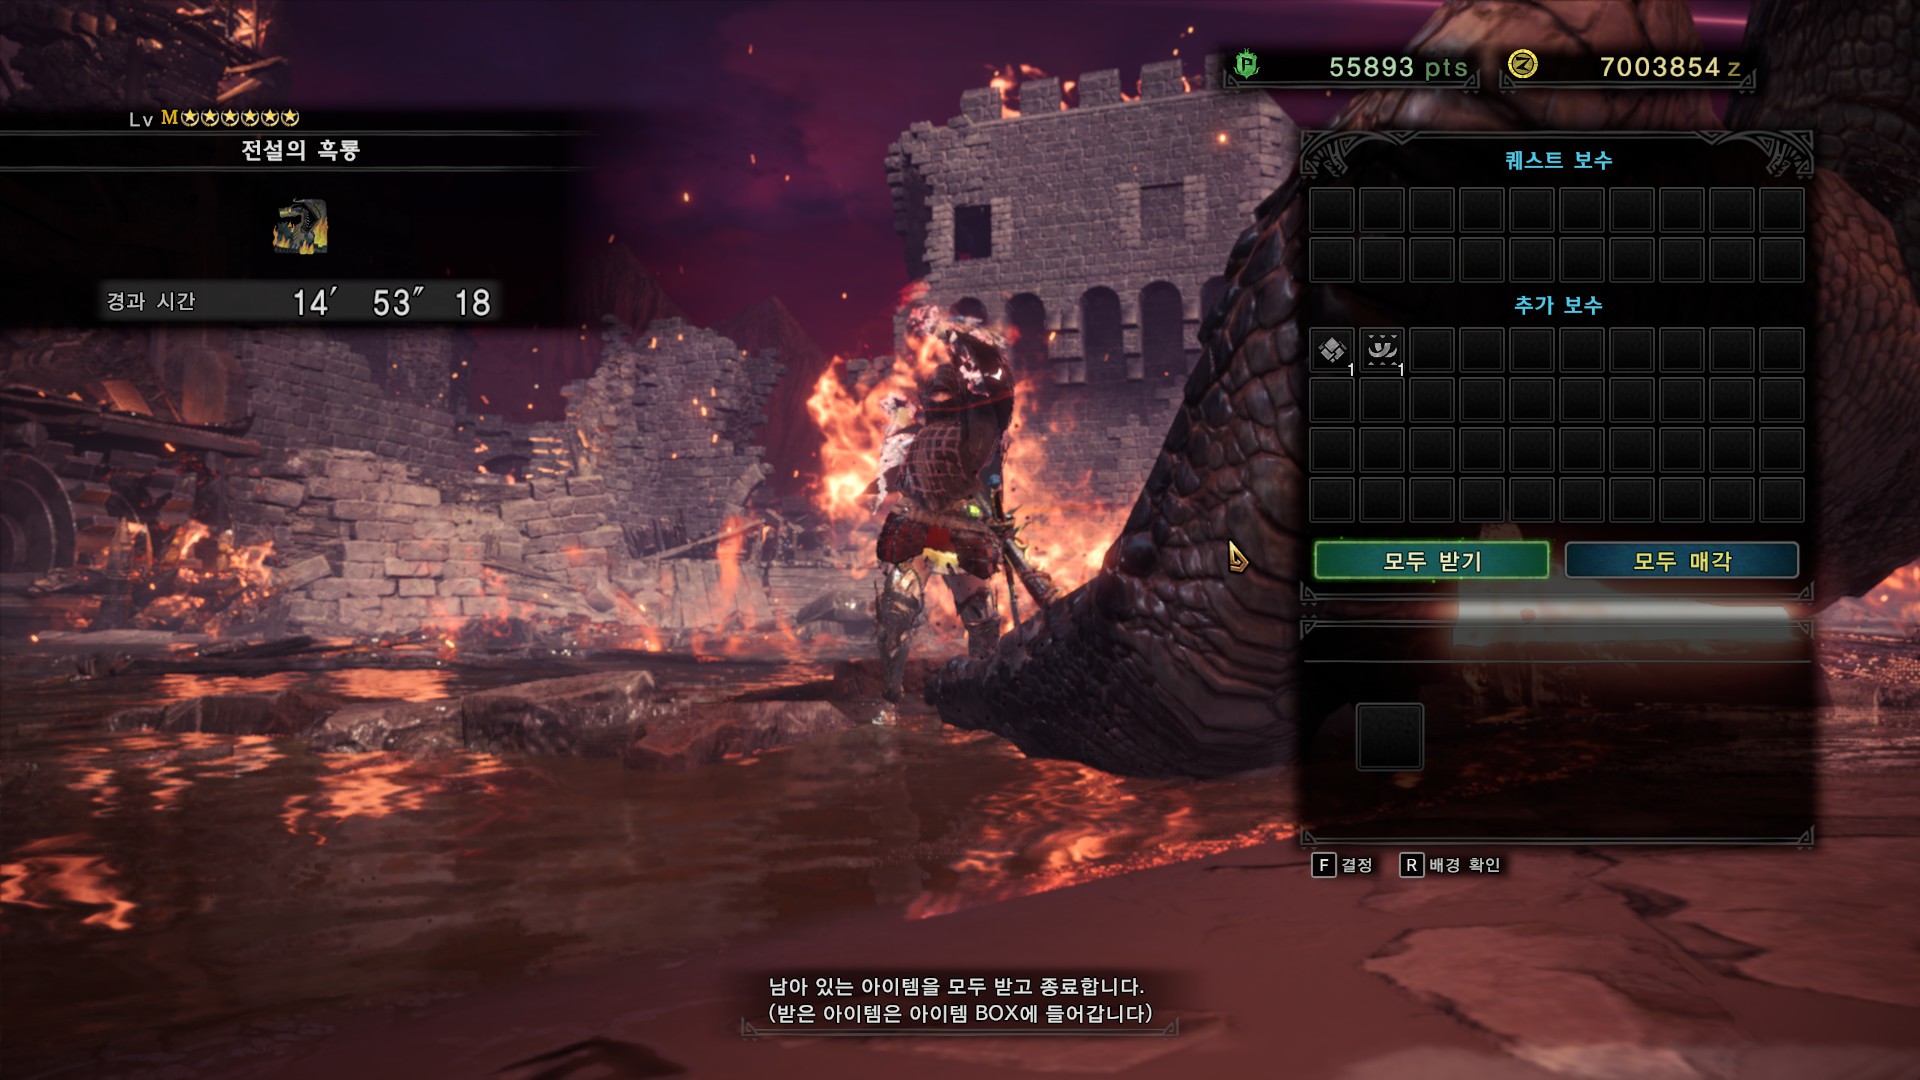 55893 pts
7003854 z
Lv M
전설의 흑룡
경과 시간 14′ 53″ 18
퀘스트 보수
추가 보수
1 1
모두 받기 모두 매각
F 결정 R 배경 확인
남아 있는 아이템을 모두 받고 종료합니다.
(받은 아이템은 아이템 BOX에 들어갑니다)